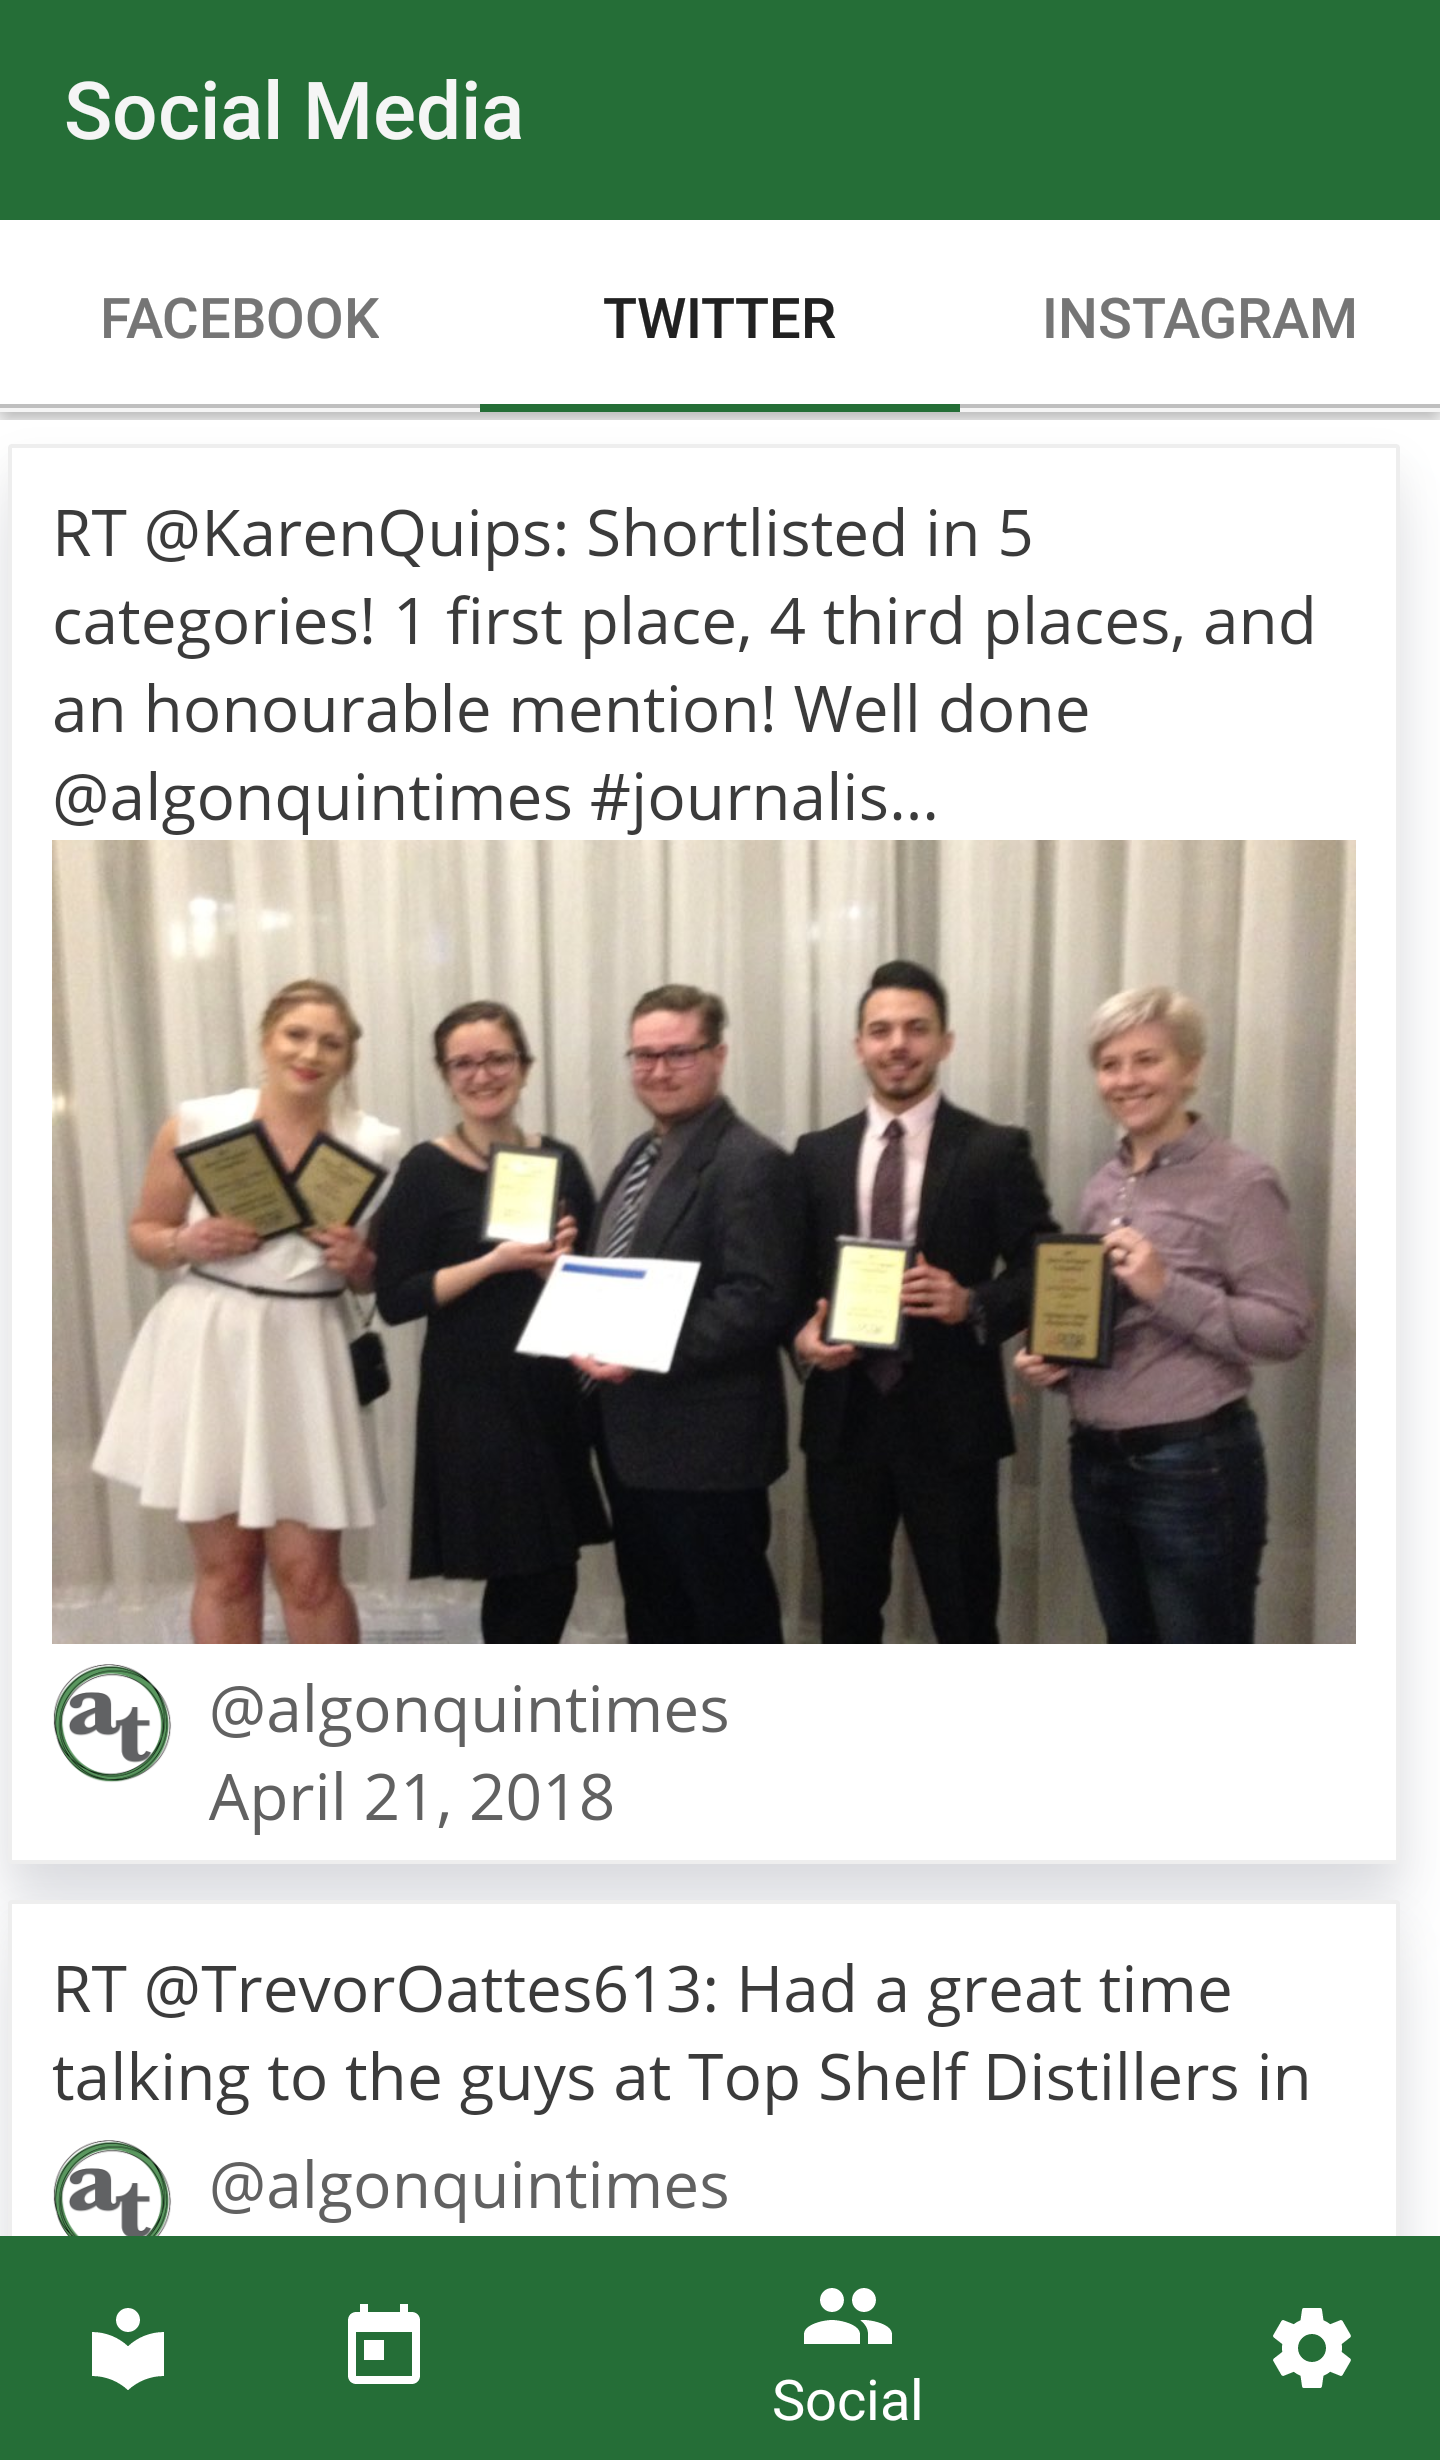 Social Media
FACEBOOK
TWITTER
INSTAGRAM
RT @KarenQuips: Shortlisted in 5
categories! 1 first place, 4 third places, and
an honourable mention! Well done
@algonquintimes #journalis...
at
@algonquintimes
April 21, 2018
RT @TrevorOattes613: Had a great time
talking to the guys at Top Shelf Distillers in
at
@algonquintimes
Social